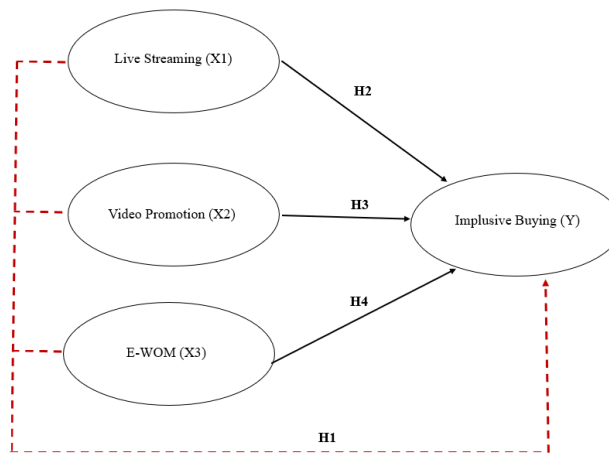 Live Streaming (X1)
H2
Video Promotion (X2)
H3
Implusive Buying (Y)
H4
E-WOM (X3)
H1